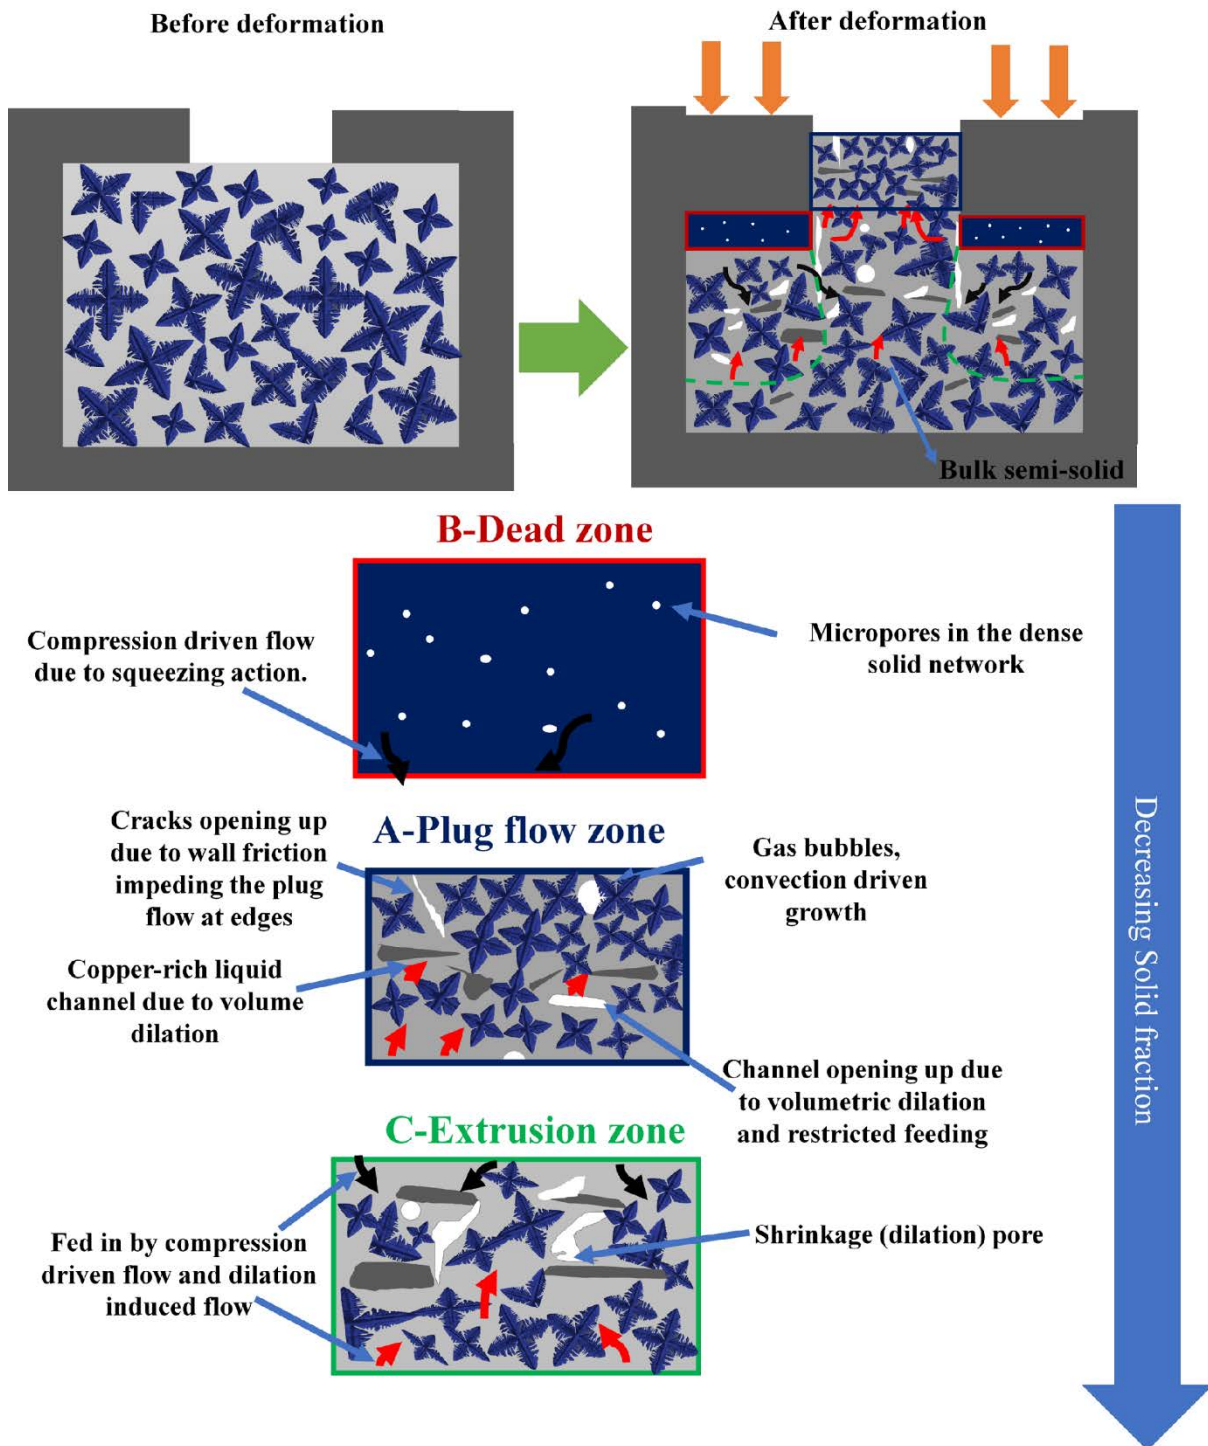 Before deformation
After deformation
Bulk semi-solid
B-Dead zone
Compression driven flow
due to squeezing action.
Micropores in the dense
solid network
A-Plug flow zone
Cracks opening up
due to wall friction
impeding the plug
flow at edges
Gas bubbles,
convection driven
growth
Copper-rich liquid
channel due to volume
dilation
Channel opening up due
to volumetric dilation
and restricted feeding
C-Extrusion zone
Fed in by compression
driven flow and dilation
induced flow
Shrinkage (dilation) pore
Decreasing Solid fraction